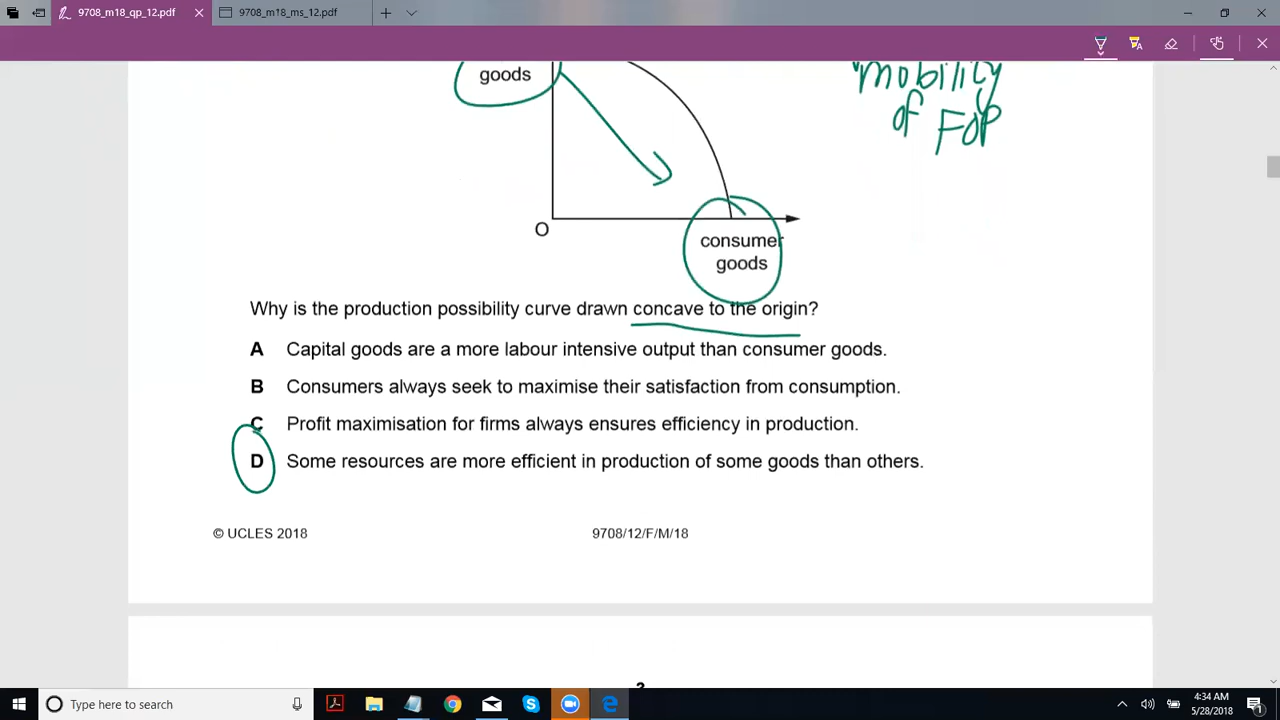 9708_m18_qp_12.pdf
9708_m18_ms_12.pdf
goods
mobility
of FOP
O
consumer
goods
Why is the production possibility curve drawn concave to the origin?
A Capital goods are a more labour intensive output than consumer goods.
B Consumers always seek to maximise their satisfaction from consumption.
C Profit maximisation for firms always ensures efficiency in production.
D Some resources are more efficient in production of some goods than others.
© UCLES 2018
9708/12/F/M/18
Type here to search
4:34 AM
5/28/2018